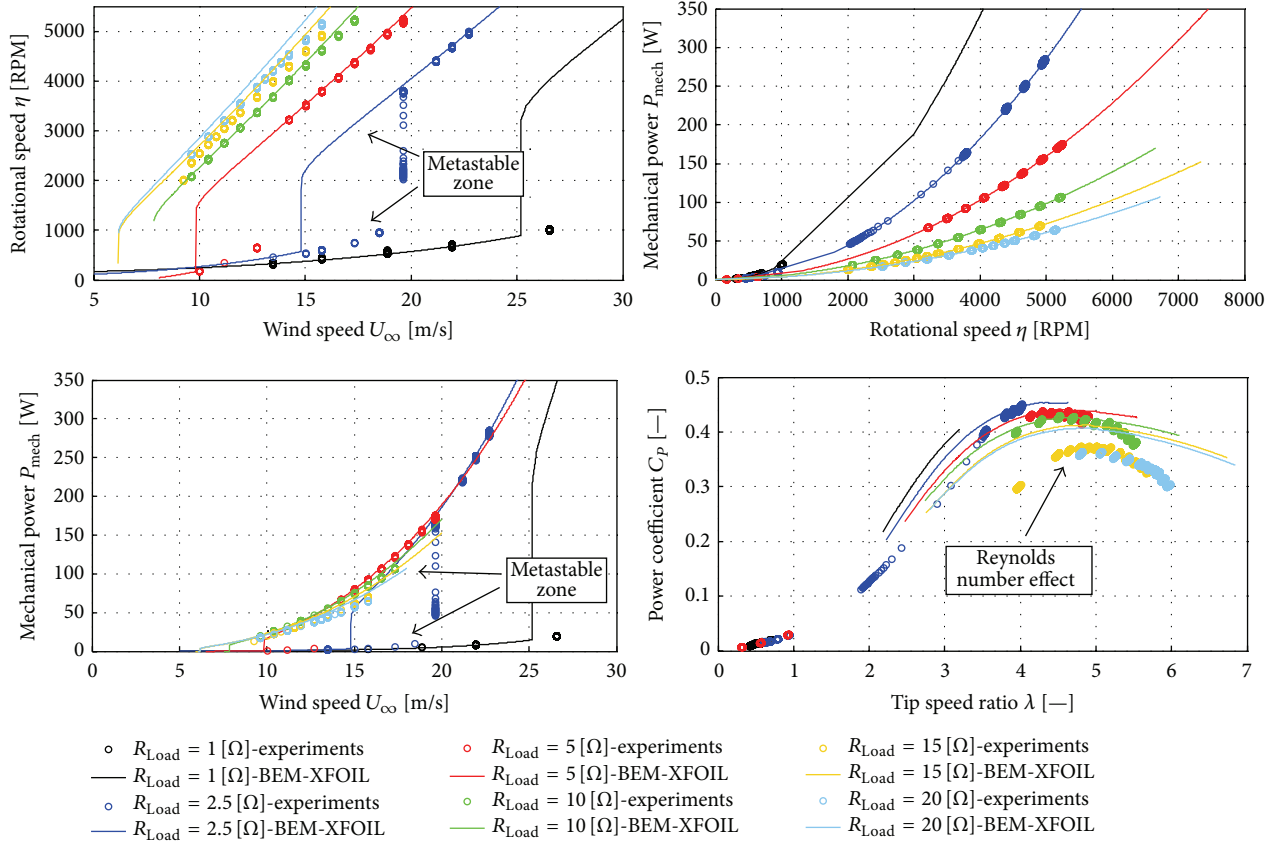 Rotational speed η [RPM]
5000
4000
3000
2000
1000
0
5
10
15
20
25
30
Wind speed U∞ [m/s]
Metastable
zone
Mechanical power Pmech [W]
350
300
250
200
150
100
50
0
0
1000
2000
3000
4000
5000
6000
7000
8000
Rotational speed η [RPM]
Mechanical power Pmech [W]
350
300
250
200
150
100
50
0
0
5
10
15
20
25
30
Wind speed U∞ [m/s]
Metastable
zone
Power coefficient CP [—]
0.5
0.4
0.3
0.2
0.1
0
0
1
2
3
4
5
6
7
Tip speed ratio λ [—]
Reynolds
number effect
RLoad = 1 [Ω]-experiments
RLoad = 1 [Ω]-BEM-XFOIL
RLoad = 2.5 [Ω]-experiments
RLoad = 2.5 [Ω]-BEM-XFOIL
RLoad = 5 [Ω]-experiments
RLoad = 5 [Ω]-BEM-XFOIL
RLoad = 10 [Ω]-experiments
RLoad = 10 [Ω]-BEM-XFOIL
RLoad = 15 [Ω]-experiments
RLoad = 15 [Ω]-BEM-XFOIL
RLoad = 20 [Ω]-experiments
RLoad = 20 [Ω]-BEM-XFOIL